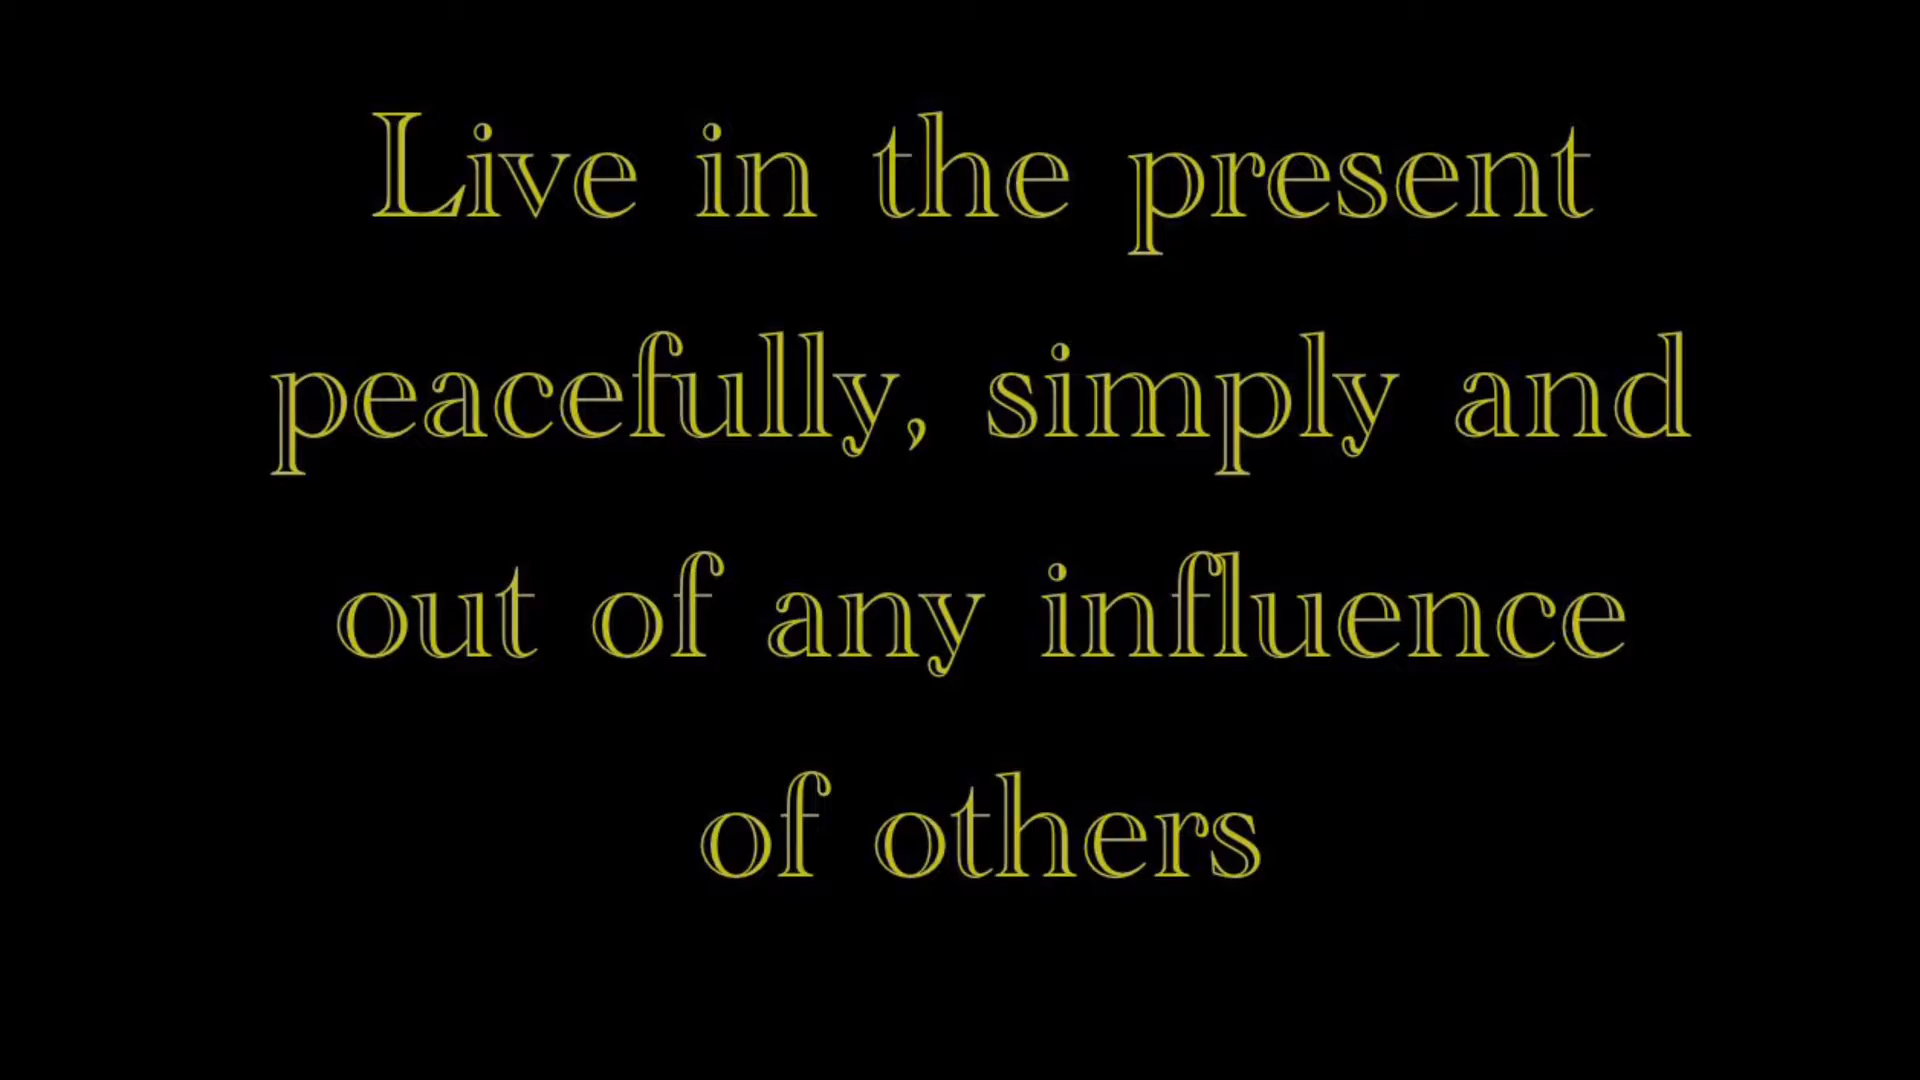 Live in the present
peacefully, simply and
out of any influence
of others